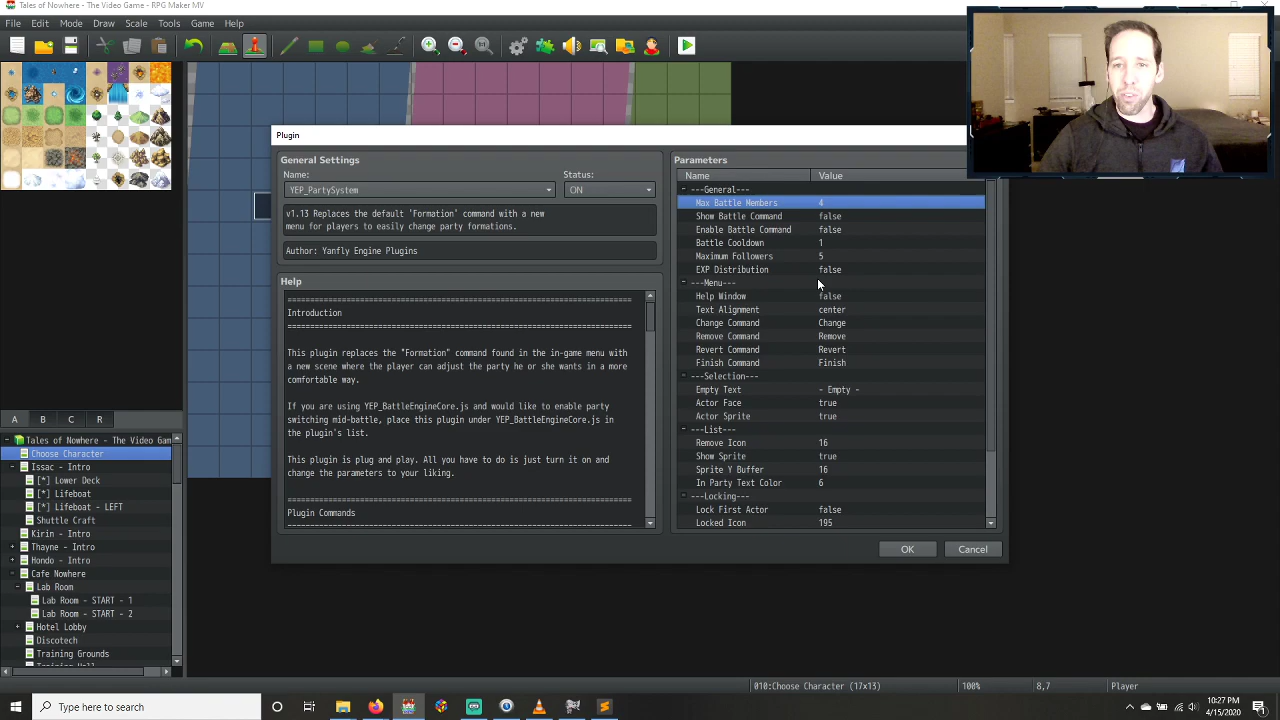 Tales of Nowhere - The Video Game - RPG Maker MV
File Edit Mode Draw Scale Tools Game Help
Plugin
General Settings
Name: Status:
YEP_PartySystem ON
v1.13 Replaces the default 'Formation' command with a new
menu for players to easily change party formations.
Author: Yanfly Engine Plugins
Help
================================================================
Introduction
================================================================
This plugin replaces the "Formation" command found in the in-game menu with
a new scene where the player can adjust the party he or she wants in a more
comfortable way.
If you are using YEP_BattleEngineCore.js and would like to enable party
switching mid-battle, place this plugin under YEP_BattleEngineCore.js in
the plugin's list.
This plugin is plug and play. All you have to do is just turn it on and
change the parameters to your liking.
================================================================
Plugin Commands
================================================================
Parameters
Name Value
---General---
Max Battle Members 4
Show Battle Command false
Enable Battle Command false
Battle Cooldown 1
Maximum Followers 5
EXP Distribution false
---Menu---
Help Window false
Text Alignment center
Change Command Change
Remove Command Remove
Revert Command Revert
Finish Command Finish
---Selection---
Empty Text - Empty -
Actor Face true
Actor Sprite true
---List---
Remove Icon 16
Show Sprite true
Sprite Y Buffer 16
In Party Text Color 6
---Locking---
Lock First Actor false
Locked Icon 195
OK Cancel
A B C R
Tales of Nowhere - The Video Gam
Choose Character
Issac - Intro
[*] Lower Deck
[*] Lifeboat
[*] Lifeboat - LEFT
Shuttle Craft
Kirin - Intro
Thayne - Intro
Hondo - Intro
Cafe Nowhere
Lab Room
Lab Room - START - 1
Lab Room - START - 2
Hotel Lobby
Discotech
Training Grounds
Training Hall
010:Choose Character (17x13) 100% 8,7 Player
Type here to search
10:27 PM
4/15/2020